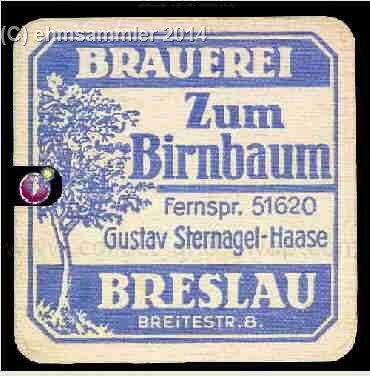 (C) ehmsammler 2014
BRAUEREI
Zum
Birnbaum
Fernspr. 51620
Gustav Sternagel-Haase
BRESLAU
BREITESTR. 8.